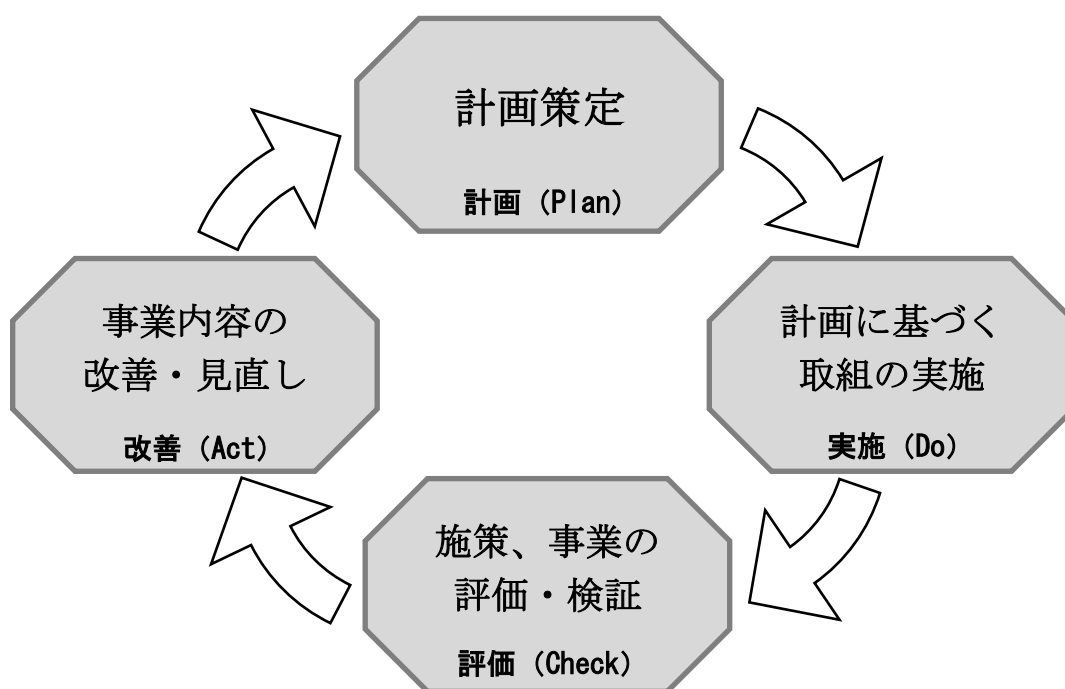 計画策定
計画（Plan）
事業内容の
改善・見直し
改善（Act）
計画に基づく
取組の実施
実施（Do）
施策、事業の
評価・検証
評価（Check）